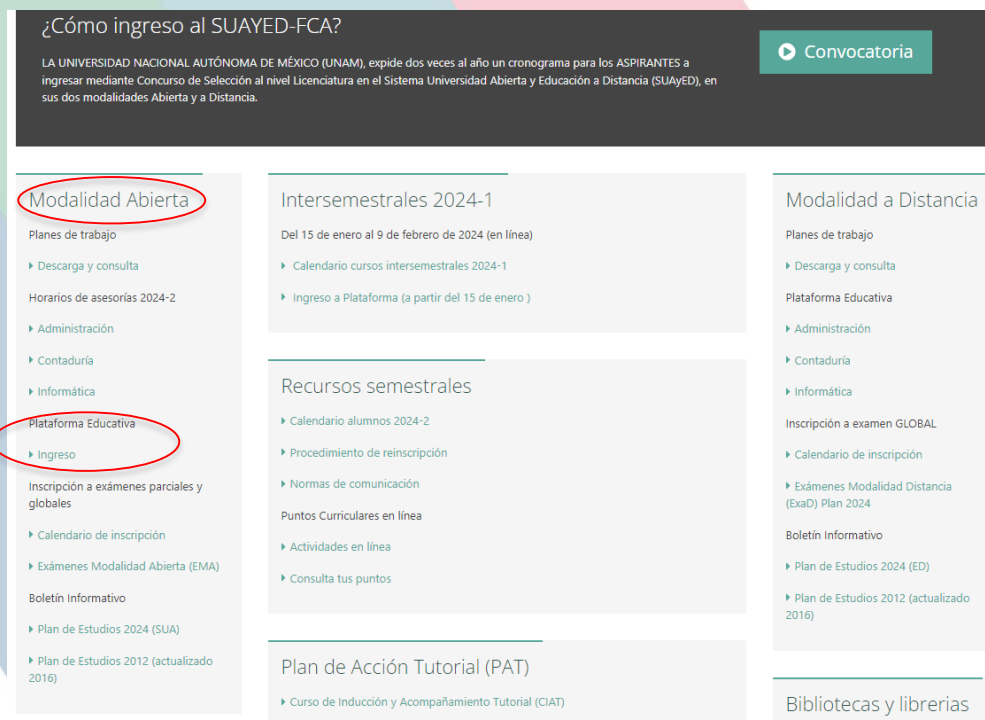 ¿Cómo ingreso al SUAYED-FCA?
LA UNIVERSIDAD NACIONAL AUTÓNOMA DE MÉXICO (UNAM), expide dos veces al año un cronograma para los ASPIRANTES a
ingresar mediante Concurso de Selección al nivel Licenciatura en el Sistema Universidad Abierta y Educación a Distancia (SUAyED), en
sus dos modalidades Abierta y a Distancia.
Convocatoria
Modalidad Abierta
Planes de trabajo
Descarga y consulta
Horarios de asesorías 2024-2
Administración
Contaduría
Informática
Plataforma Educativa
Ingreso
Inscripción a exámenes parciales y
globales
Calendario de inscripción
Exámenes Modalidad Abierta (EMA)
Boletín Informativo
Plan de Estudios 2024 (SUA)
Plan de Estudios 2012 (actualizado
2016)
Intersemestrales 2024-1
Del 15 de enero al 9 de febrero de 2024 (en línea)
Calendario cursos intersemestrales 2024-1
Ingreso a Plataforma (a partir del 15 de enero )
Recursos semestrales
Calendario alumnos 2024-2
Procedimiento de reinscripción
Normas de comunicación
Puntos Curriculares en línea
Actividades en línea
Consulta tus puntos
Plan de Acción Tutorial (PAT)
Curso de Inducción y Acompañamiento Tutorial (CIAT)
Modalidad a Distancia
Planes de trabajo
Descarga y consulta
Plataforma Educativa
Administración
Contaduría
Informática
Inscripción a examen GLOBAL
Calendario de inscripción
Exámenes Modalidad Distancia
(ExaD) Plan 2024
Boletín Informativo
Plan de Estudios 2024 (ED)
Plan de Estudios 2012 (actualizado
2016)
Bibliotecas y librerias